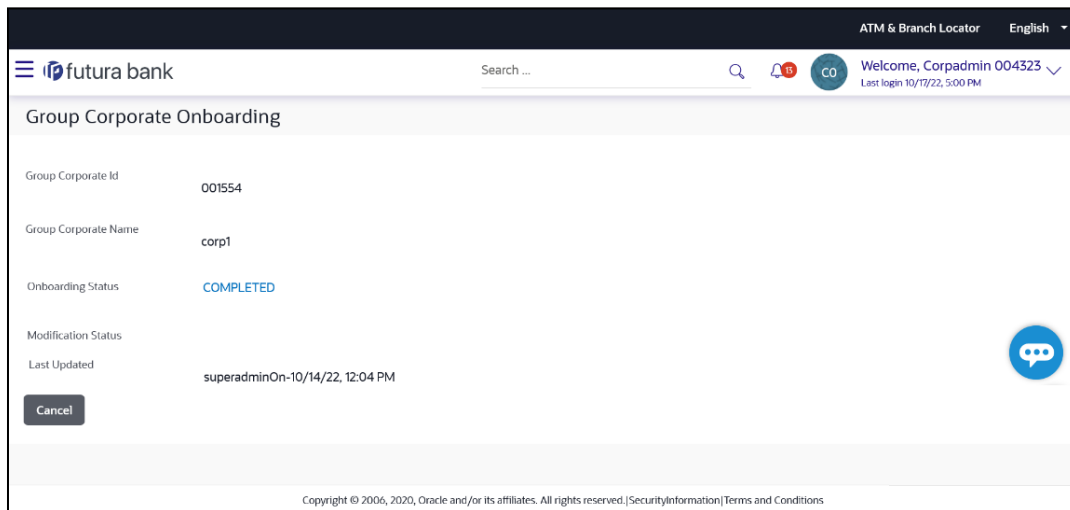 ATM & Branch Locator English
futura bank
Search ...
13
CO
Welcome, Corpadmin 004323
Last login 10/17/22, 5:00 PM
Group Corporate Onboarding
Group Corporate Id
001554
Group Corporate Name
corp1
Onboarding Status
COMPLETED
Modification Status
Last Updated
superadminOn-10/14/22, 12:04 PM
Cancel
Copyright © 2006, 2020, Oracle and/or its affiliates. All rights reserved.|SecurityInformation|Terms and Conditions